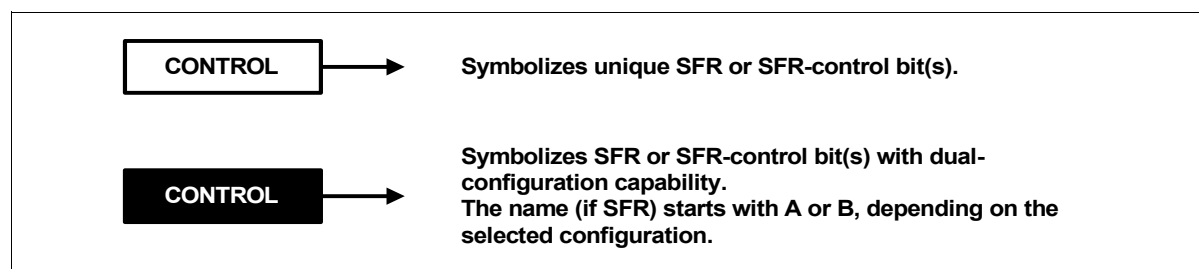 CONTROL
Symbolizes unique SFR or SFR-control bit(s).
CONTROL
Symbolizes SFR or SFR-control bit(s) with dual-
configuration capability.
The name (if SFR) starts with A or B, depending on the
selected configuration.